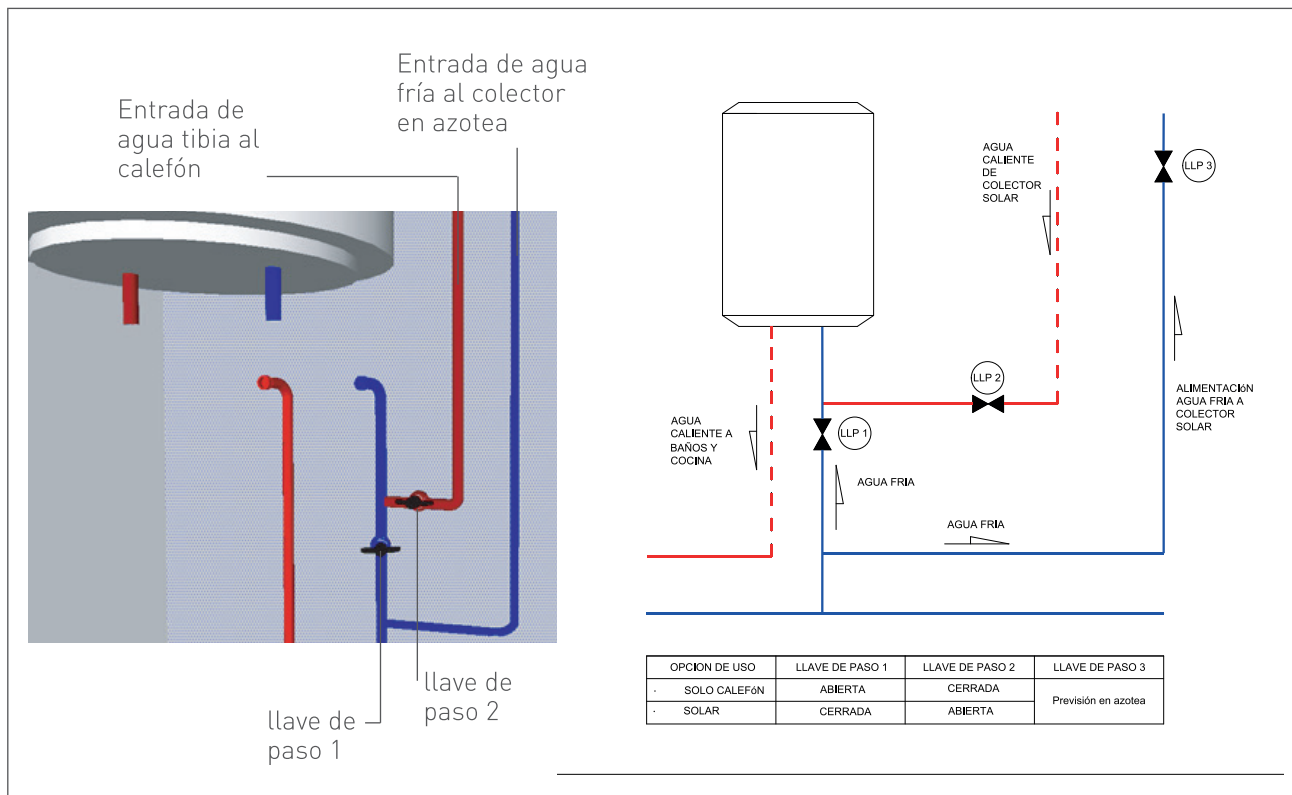 Entrada de agua
fría al colector
en azotea
Entrada de
agua tibia al
calefón
llave de
paso 2
llave de
paso 1
AGUA
CALIENTE
DE
COLECTOR
SOLAR
LLP 3
LLP 2
ALIMENTACIóN
AGUA FRIA A
COLECTOR
SOLAR
AGUA
CALIENTE A
BAÑOS Y
COCINA
LLP 1
AGUA FRIA
AGUA FRIA
OPCION DE USO LLAVE DE PASO 1 LLAVE DE PASO 2 LLAVE DE PASO 3
· SOLO CALEFóN ABIERTA CERRADA Previsión en azotea
· SOLAR CERRADA ABIERTA